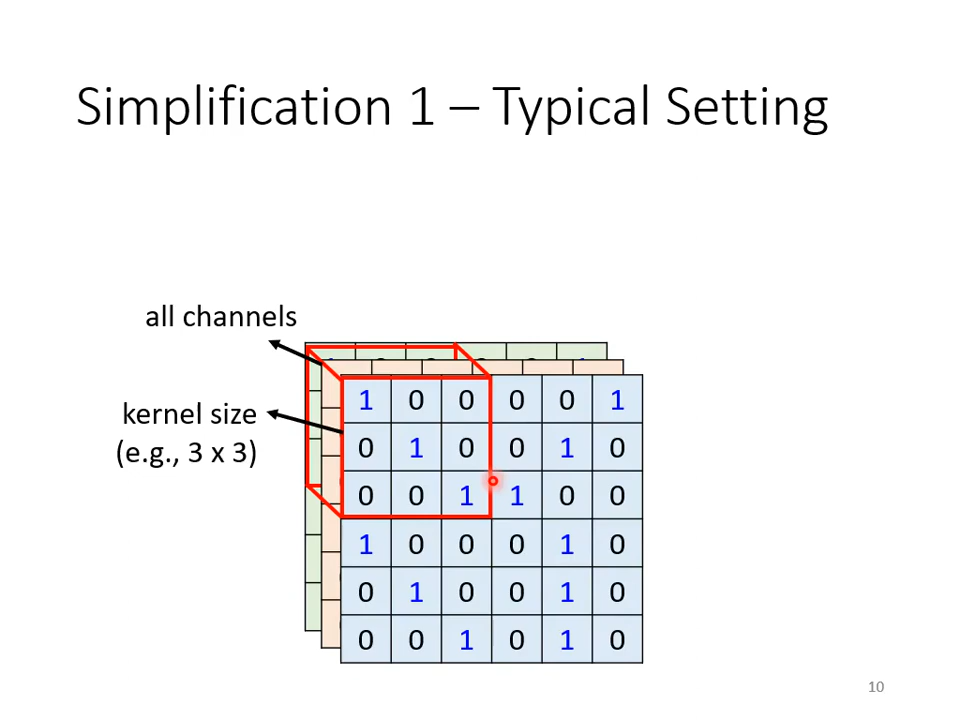 Simplification 1 – Typical Setting
all channels
kernel size
(e.g., 3 x 3)
1 0 0 0 0 1
0 1 0 0 1 0
0 0 1 1 0 0
1 0 0 0 1 0
0 1 0 0 1 0
0 0 1 0 1 0
10